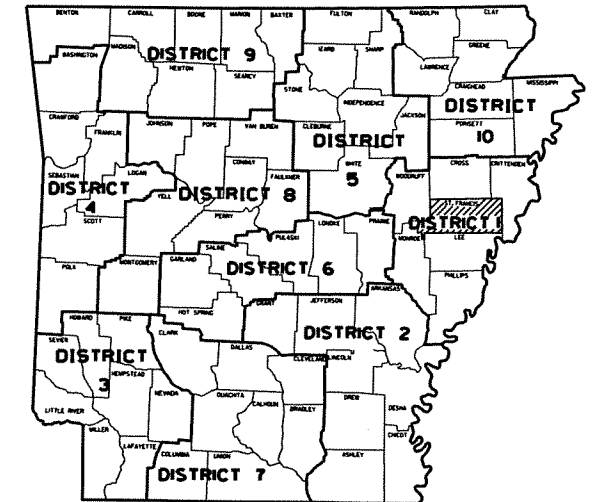 BENTON CARROLL BOONE MARION BAXTER FULTON RANDOLPH CLAY
WASHINGTON MADISON DISTRICT 9 IZARD SHARP GREENE
NEWTON SEARCY STONE LAWRENCE
CRAIGHEAD MISSISSIPPI
INDEPENDENCE DISTRICT
CRAWFORD FRANKLIN JOHNSON POPE VAN BUREN CLEBURNE JACKSON POINSETT
DISTRICT 10
SEBASTIAN LOGAN CONWAY WHITE CROSS CRITTENDEN
DISTRICT YELL DISTRICT 8 FAULKNER 5 WOODRUFF
4 PERRY ST. FRANCIS
SCOTT LONOKE PRAIRIE DISTRICT 1
PULASKI MONROE LEE
SALINE
POLK MONTGOMERY GARLAND DISTRICT 6 PHILLIPS
ARKANSAS
HOT SPRING GRANT JEFFERSON
HOWARD PIKE CLARK DISTRICT 2
SEVIER DALLAS
DISTRICT CLEVELAND LINCOLN
HEMPSTEAD
3 NEVADA OUACHITA CALHOUN DREW
LITTLE RIVER BRADLEY DESHA
MILLER CHICOT
LAFAYETTE COLUMBIA UNION ASHLEY
DISTRICT 7